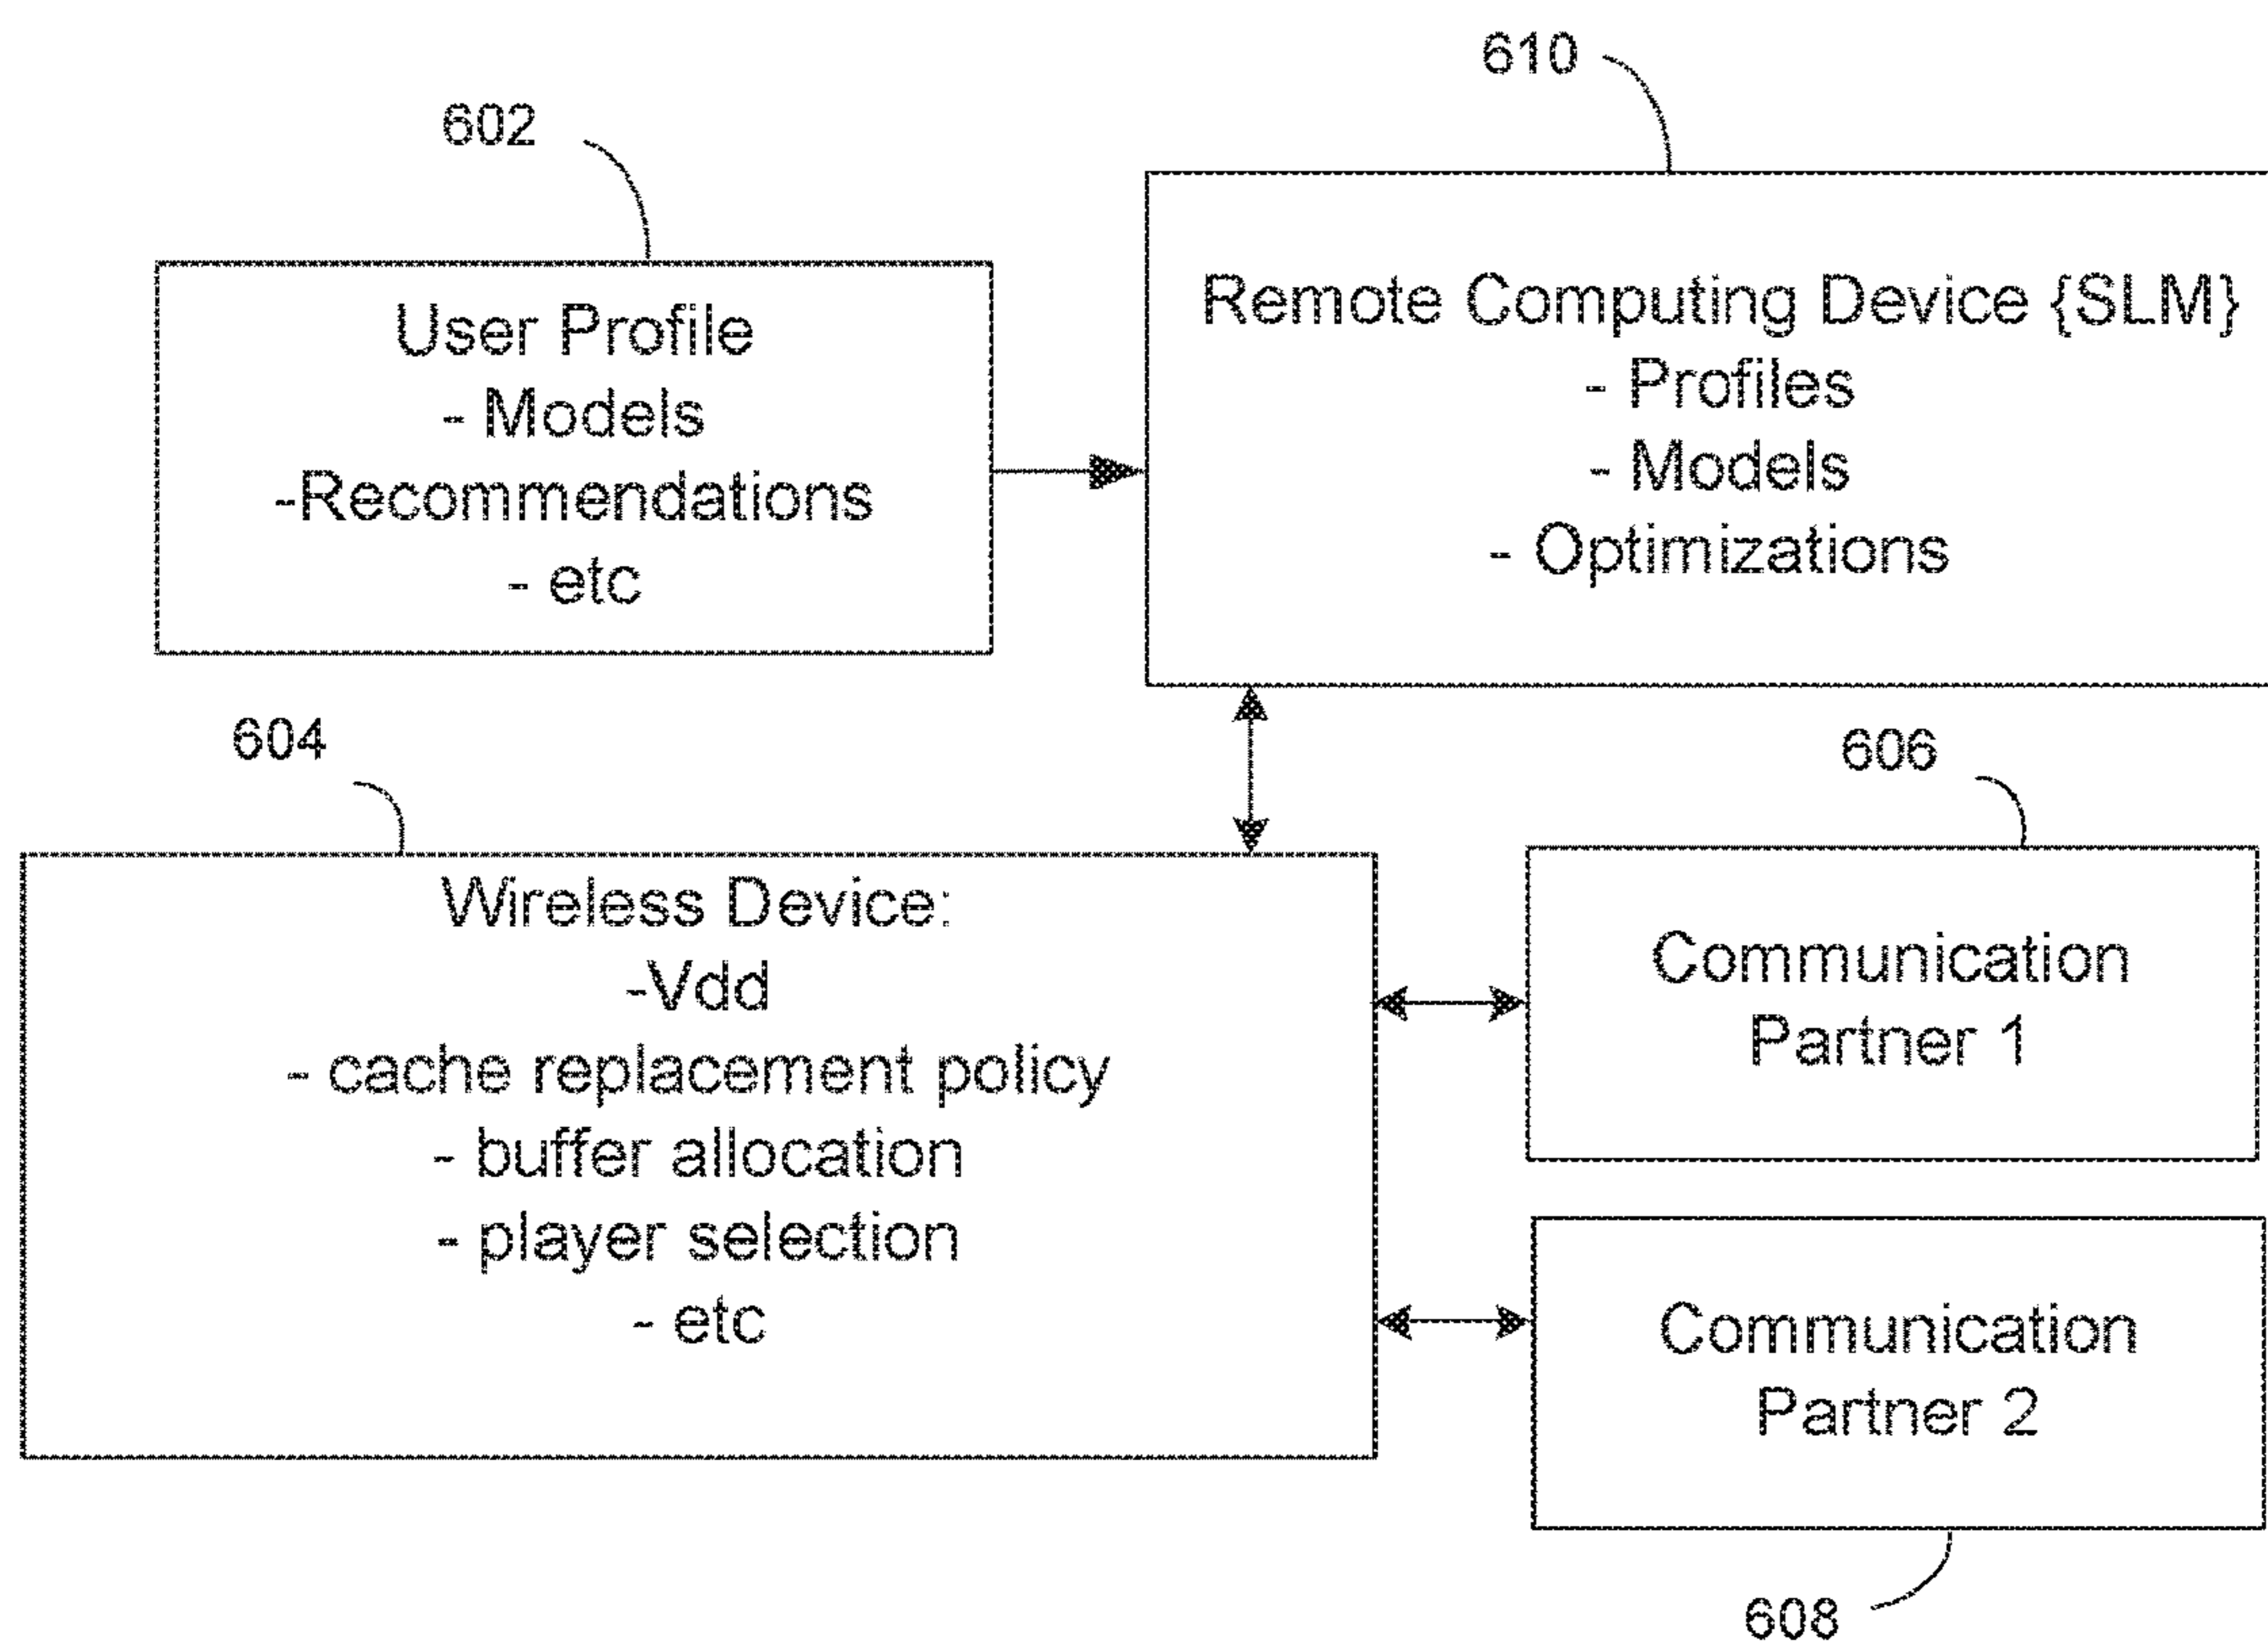 610
602
User Profile
- Models
-Recommendations
- etc
Remote Computing Device {SLM}
- Profiles
- Models
- Optimizations
604
606
Wireless Device:
-Vdd
- cache replacement policy
- buffer allocation
- player selection
- etc
Communication
Partner 1
Communication
Partner 2
608